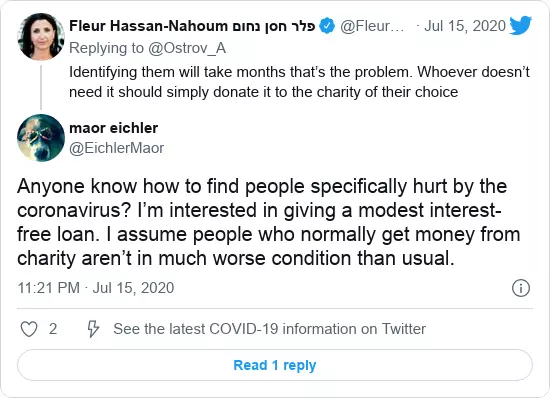 Fleur Hassan-Nahoum פלר חסן נחום @Fleur… · Jul 15, 2020
Replying to @Ostrov_A
Identifying them will take months that’s the problem. Whoever doesn’t
need it should simply donate it to the charity of their choice
maor eichler
@EichlerMaor
Anyone know how to find people specifically hurt by the
coronavirus? I’m interested in giving a modest interest-
free loan. I assume people who normally get money from
charity aren’t in much worse condition than usual.
11:21 PM · Jul 15, 2020
2 See the latest COVID-19 information on Twitter
Read 1 reply